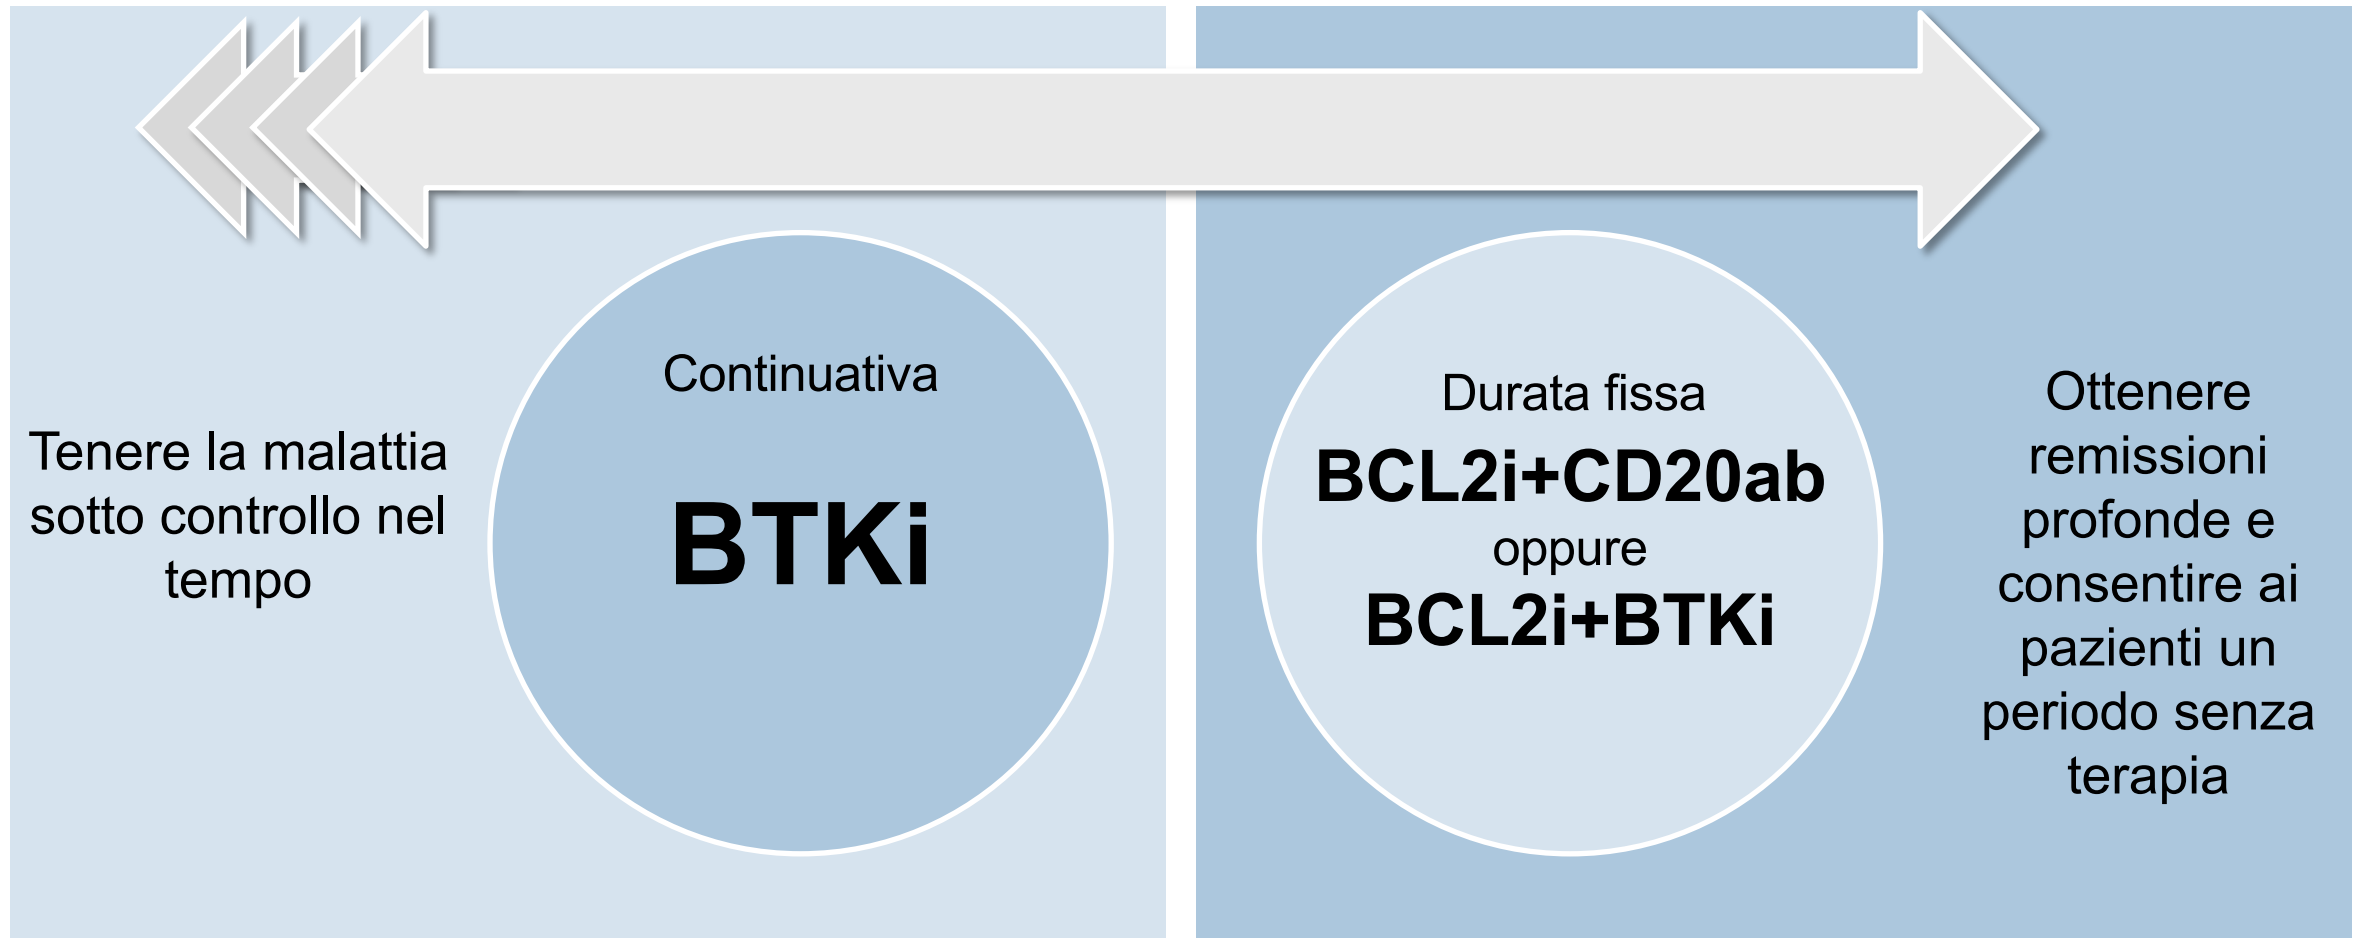 Tenere la malattia
sotto controllo nel
tempo
Continuativa
BTKi
Durata fissa
BCL2i+CD20ab
oppure
BCL2i+BTKi
Ottenere
remissioni
profonde e
consentire ai
pazienti un
periodo senza
terapia